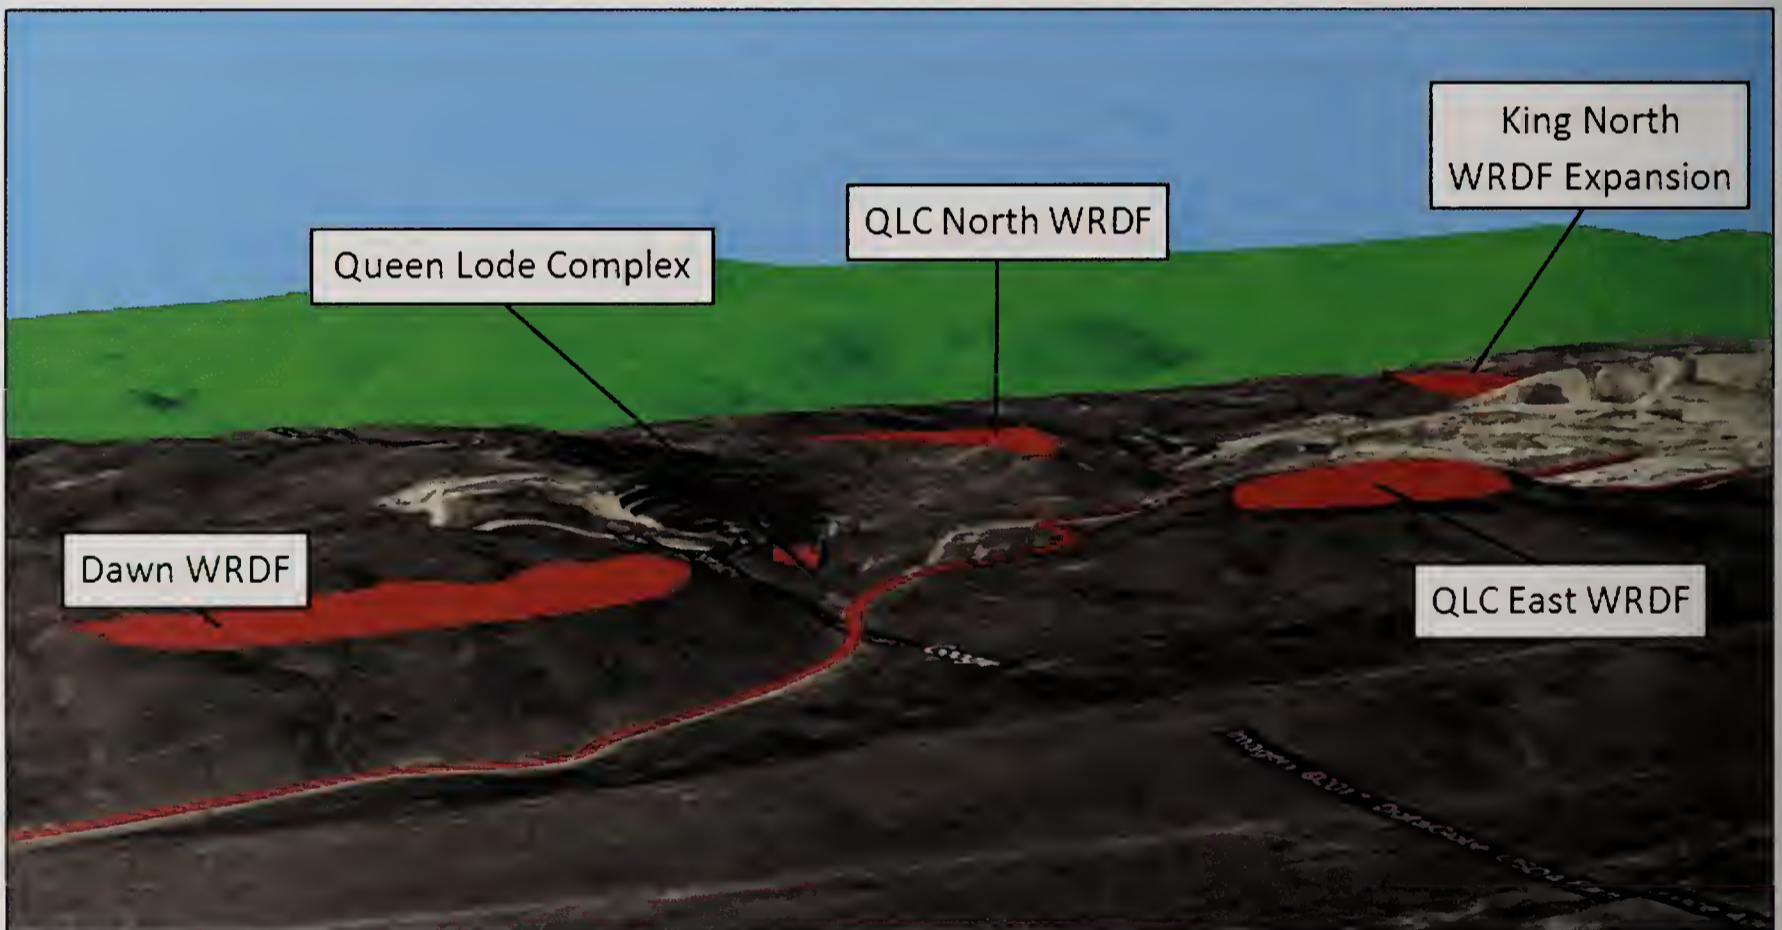 King North
WRDF Expansion
QLC North WRDF
Queen Lode Complex
Dawn WRDF
QLC East WRDF